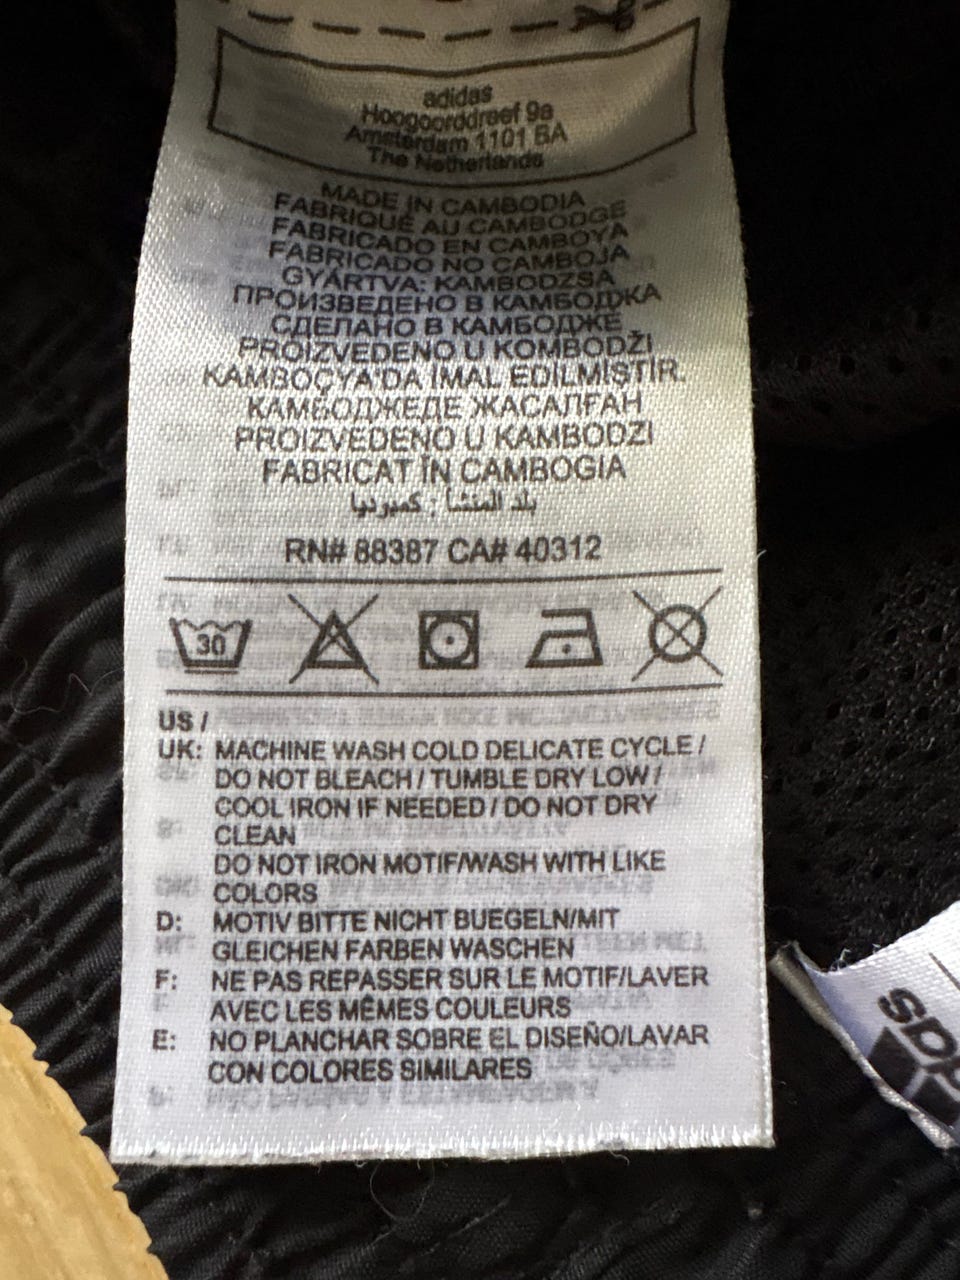 adidas
Hoogoorddreef 9a
Amsterdam 1101 BA
The Netherlands
MADE IN CAMBODIA
FABRIQUÉ AU CAMBODGE
FABRICADO EN CAMBOYA
FABRICADO NO CAMBOJA
GYÁRTVA: KAMBODZSA
ПРОИЗВЕДЕНО В КАМБОДЖА
СДЕЛАНО В КАМБОДЖЕ
PROIZVEDENO U KOMBODŽI
KAMBOÇYA'DA İMAL EDİLMİŞTİR.
КАМБОДЖЕДЕ ЖАСАЛҒАН
PROIZVEDENO U KAMBODZI
FABRICAT ÎN CAMBOGIA
بلد المنشأ : كمبوديا
RN# 88387 CA# 40312
30
US /
UK: MACHINE WASH COLD DELICATE CYCLE /
DO NOT BLEACH / TUMBLE DRY LOW /
COOL IRON IF NEEDED / DO NOT DRY
CLEAN
DO NOT IRON MOTIF/WASH WITH LIKE
COLORS
D: MOTIV BITTE NICHT BUEGELN/MIT
GLEICHEN FARBEN WASCHEN
F: NE PAS REPASSER SUR LE MOTIF/LAVER
AVEC LES MÊMES COULEURS
E: NO PLANCHAR SOBRE EL DISEÑO/LAVAR
CON COLORES SIMILARES